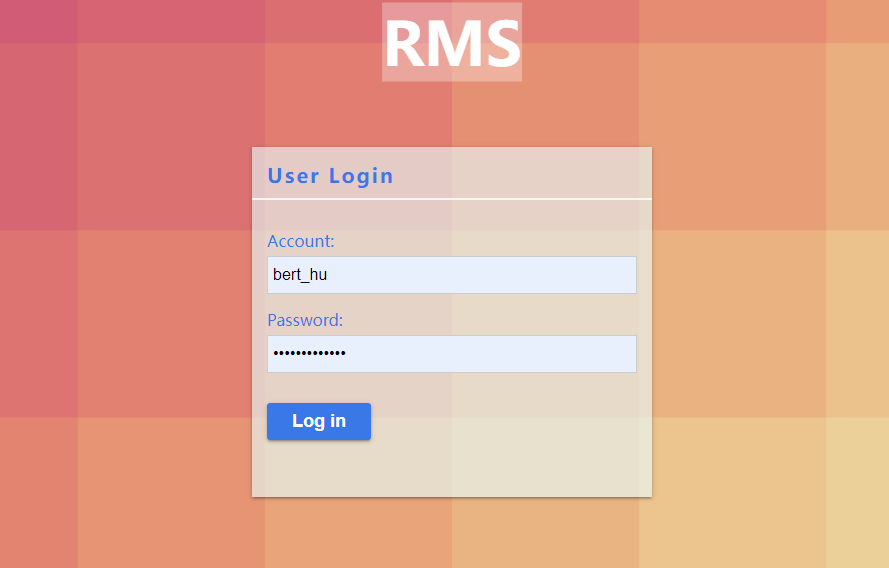 RMS
User Login
Account:
bert_hu
Password:
•••••••••••••
Log in